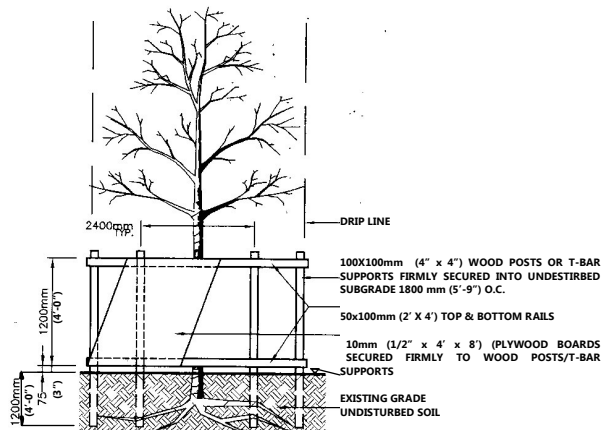 2400mm
TYP.
DRIP LINE
100X100mm (4" x 4") WOOD POSTS OR T-BAR
SUPPORTS FIRMLY SECURED INTO UNDESTIRBED
SUBGRADE 1800 mm (5'-9") O.C.
50x100mm (2' X 4') TOP & BOTTOM RAILS
10mm (1/2" x 4' x 8') (PLYWOOD BOARDS
SECURED FIRMLY TO WOOD POSTS/T-BAR
SUPPORTS
EXISTING GRADE
UNDISTURBED SOIL
1200mm
(4'-0")
75
(3")
1200mm
(4'-0")